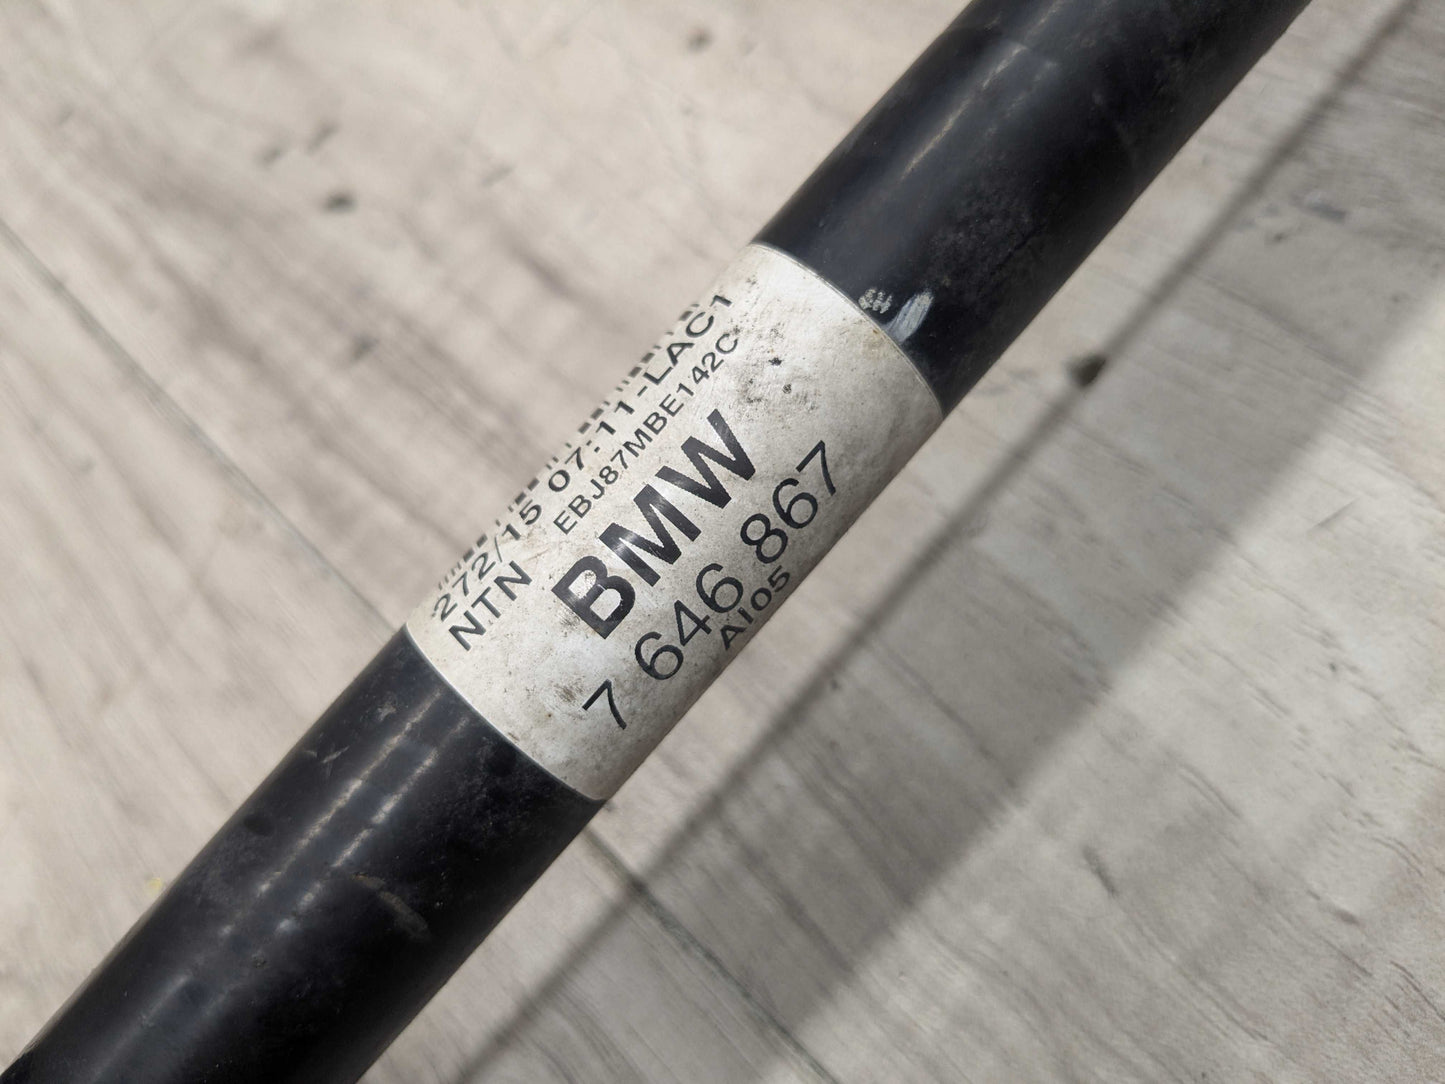 272/15 07:11-LAC1
NTN EBJ87MBE142C
BMW
7 646 867
AI05